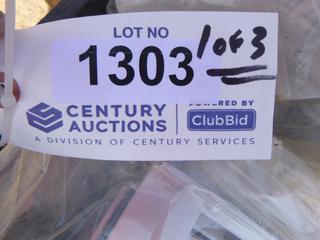 LOT NO
1303 1 of 3
CENTURY AUCTIONS
POWERED BY
ClubBid
A DIVISION OF CENTURY SERVICES